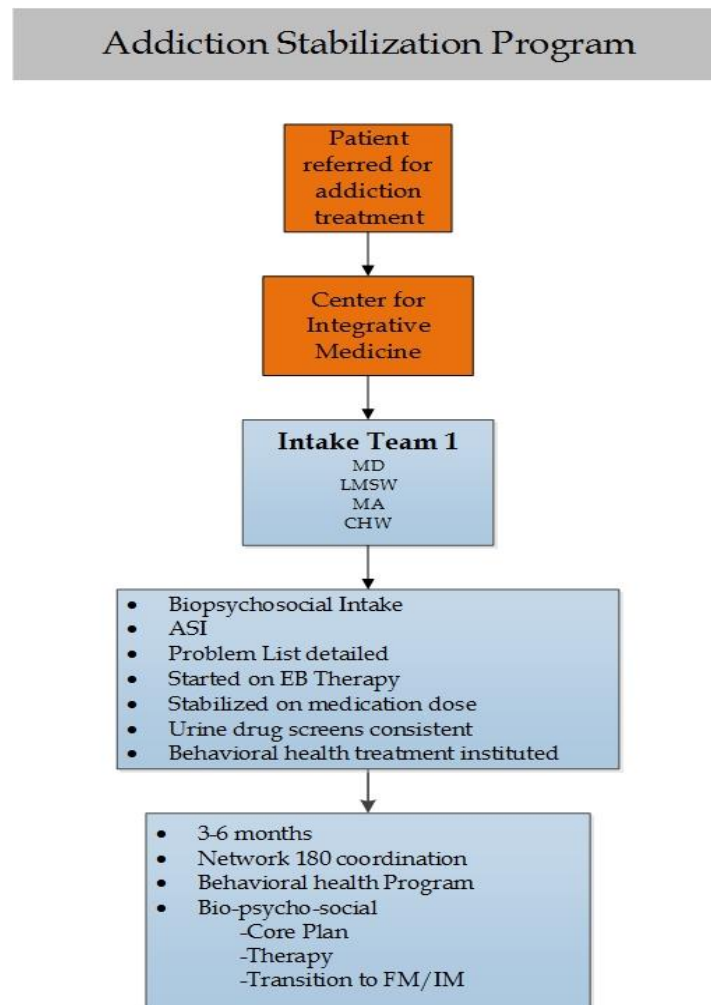 Addiction Stabilization Program
Patient
referred for
addiction
treatment
Center for
Integrative
Medicine
Intake Team 1
MD
LMSW
MA
CHW
• Biopsychosocial Intake
• ASI
• Problem List detailed
• Started on EB Therapy
• Stabilized on medication dose
• Urine drug screens consistent
• Behavioral health treatment instituted
• 3-6 months
• Network 180 coordination
• Behavioral health Program
• Bio-psycho-social
-Core Plan
-Therapy
-Transition to FM/IM